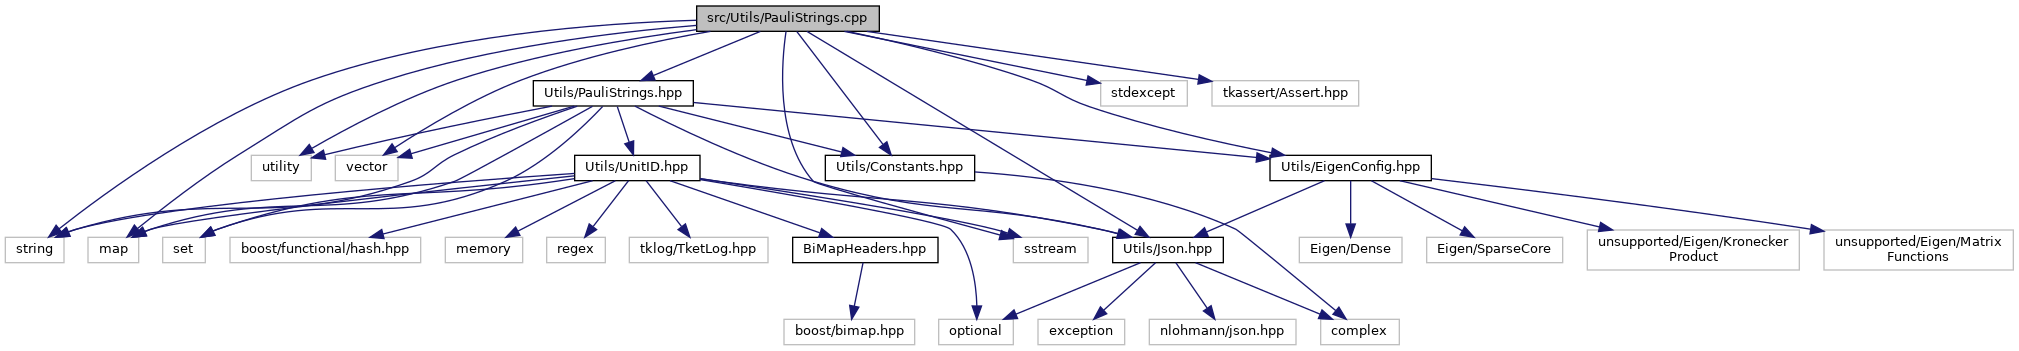 src/Utils/PauliStrings.cpp
Utils/PauliStrings.hpp
stdexcept
tkassert/Assert.hpp
utility
vector
Utils/UnitID.hpp
Utils/Constants.hpp
Utils/EigenConfig.hpp
string
map
set
boost/functional/hash.hpp
memory
regex
tklog/TketLog.hpp
BiMapHeaders.hpp
sstream
Utils/Json.hpp
Eigen/Dense
Eigen/SparseCore
unsupported/Eigen/Kronecker
Product
unsupported/Eigen/Matrix
Functions
boost/bimap.hpp
optional
exception
nlohmann/json.hpp
complex